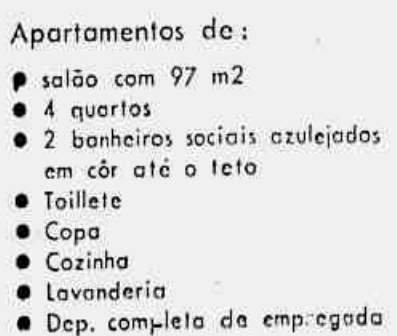 Apartamentos de:
● salão com 97 m2
● 4 quartos
● 2 banheiros sociais azulejados
em côr até o teto
● Toillete
● Copa
● Cozinha
● Lavanderia
● Dep. completa de empregada